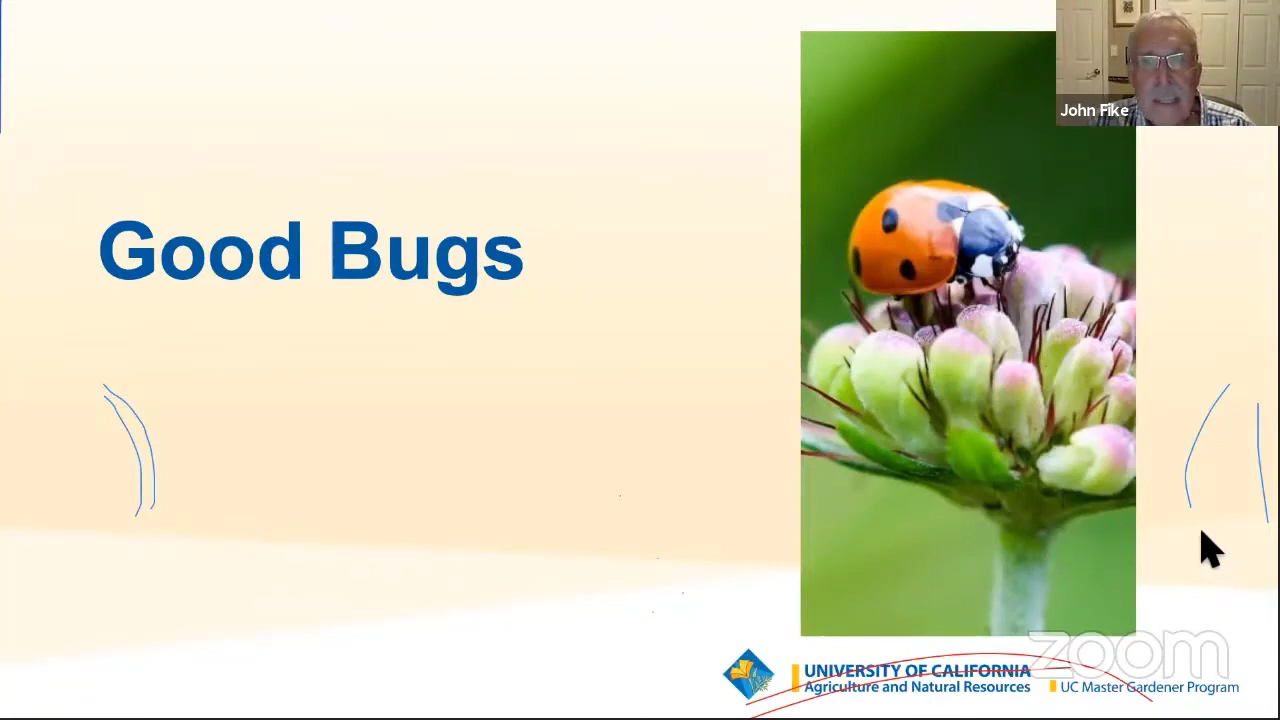 John Fike
Good Bugs
zoom
UNIVERSITY OF CALIFORNIA
Agriculture and Natural Resources
UC Master Gardener Program